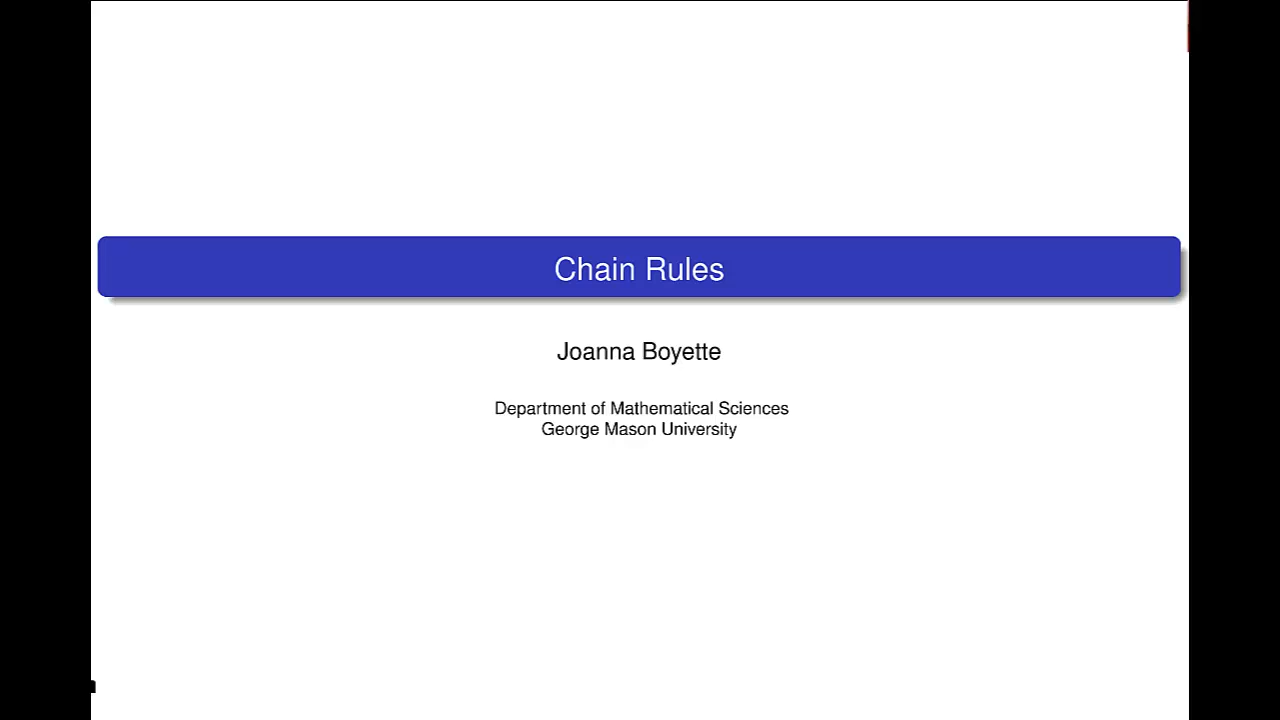 Chain Rules
Joanna Boyette
Department of Mathematical Sciences
George Mason University